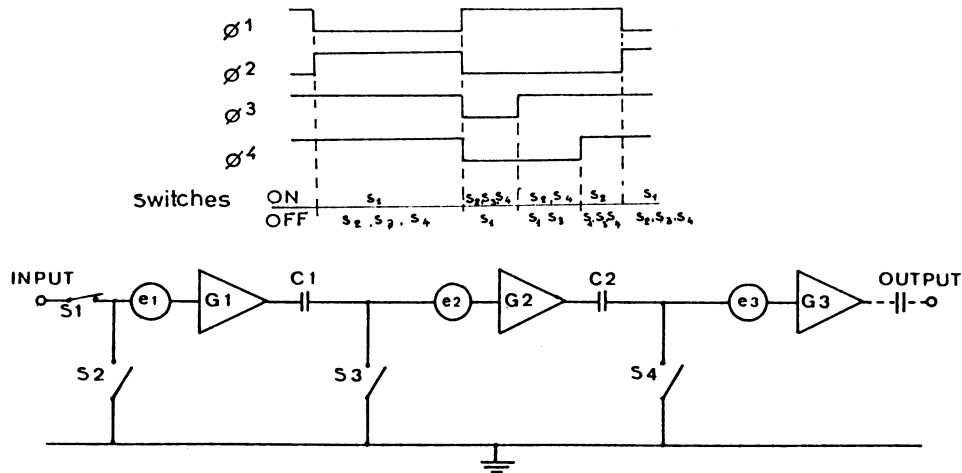 ø1
ø2
ø3
ø4
switches ON S1 S2,S3,S4 S2,S4 S2 S1
OFF S2,S3,S4 S1 S1 S3 S1,S3,S4 S2,S3,S4
INPUT S1 e1 G1 C1 e2 G2 C2 e3 G3 OUTPUT
S2 S3 S4